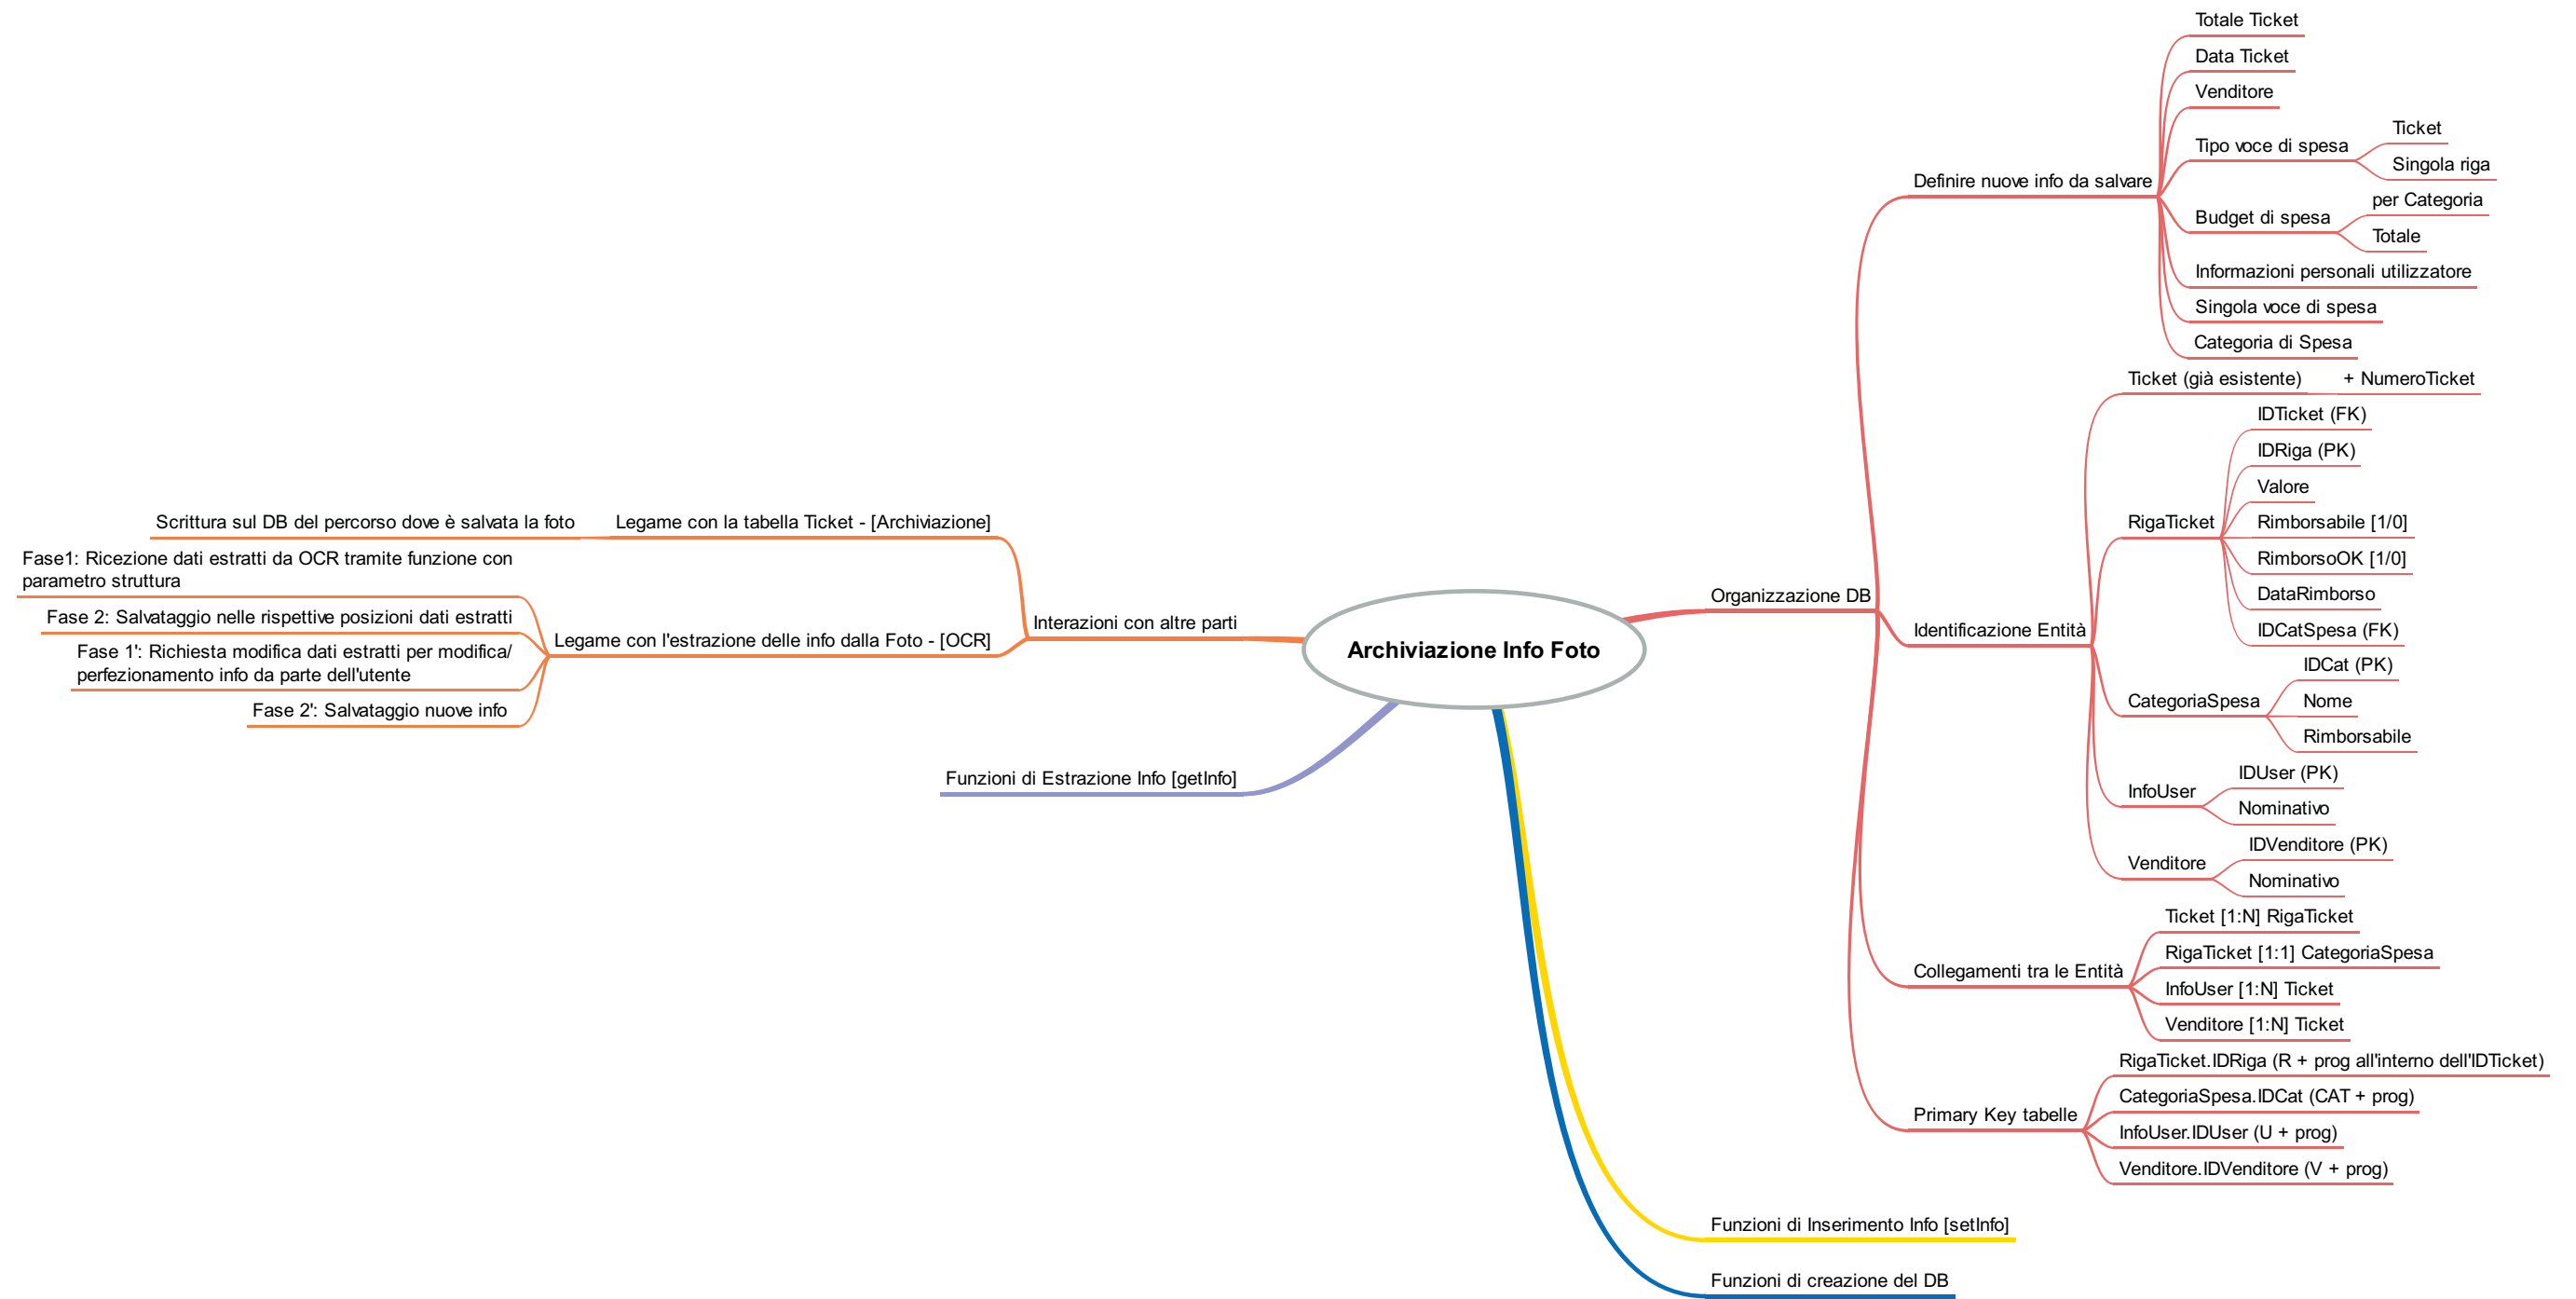 Archiviazione Info Foto
Organizzazione DB
Definire nuove info da salvare
Totale Ticket
Data Ticket
Venditore
Tipo voce di spesa
Ticket
Singola riga
Budget di spesa
per Categoria
Totale
Informazioni personali utilizzatore
Singola voce di spesa
Categoria di Spesa
Identificazione Entità
Ticket (già esistente)
+ NumeroTicket
RigaTicket
IDTicket (FK)
IDRiga (PK)
Valore
Rimborsabile [1/0]
RimborsoOK [1/0]
DataRimborso
IDCatSpesa (FK)
CategoriaSpesa
IDCat (PK)
Nome
Rimborsabile
InfoUser
IDUser (PK)
Nominativo
Venditore
IDVenditore (PK)
Nominativo
Collegamenti tra le Entità
Ticket [1:N] RigaTicket
RigaTicket [1:1] CategoriaSpesa
InfoUser [1:N] Ticket
Venditore [1:N] Ticket
Primary Key tabelle
RigaTicket.IDRiga (R + prog all'interno dell'IDTicket)
CategoriaSpesa.IDCat (CAT + prog)
InfoUser.IDUser (U + prog)
Venditore.IDVenditore (V + prog)
Funzioni di Inserimento Info [setInfo]
Funzioni di creazione del DB
Interazioni con altre parti
Legame con la tabella Ticket - [Archiviazione]
Scrittura sul DB del percorso dove è salvata la foto
Legame con l'estrazione delle info dalla Foto - [OCR]
Fase1: Ricezione dati estratti da OCR tramite funzione con
parametro struttura
Fase 2: Salvataggio nelle rispettive posizioni dati estratti
Fase 1': Richiesta modifica dati estratti per modifica/
perfezionamento info da parte dell'utente
Fase 2': Salvataggio nuove info
Funzioni di Estrazione Info [getInfo]